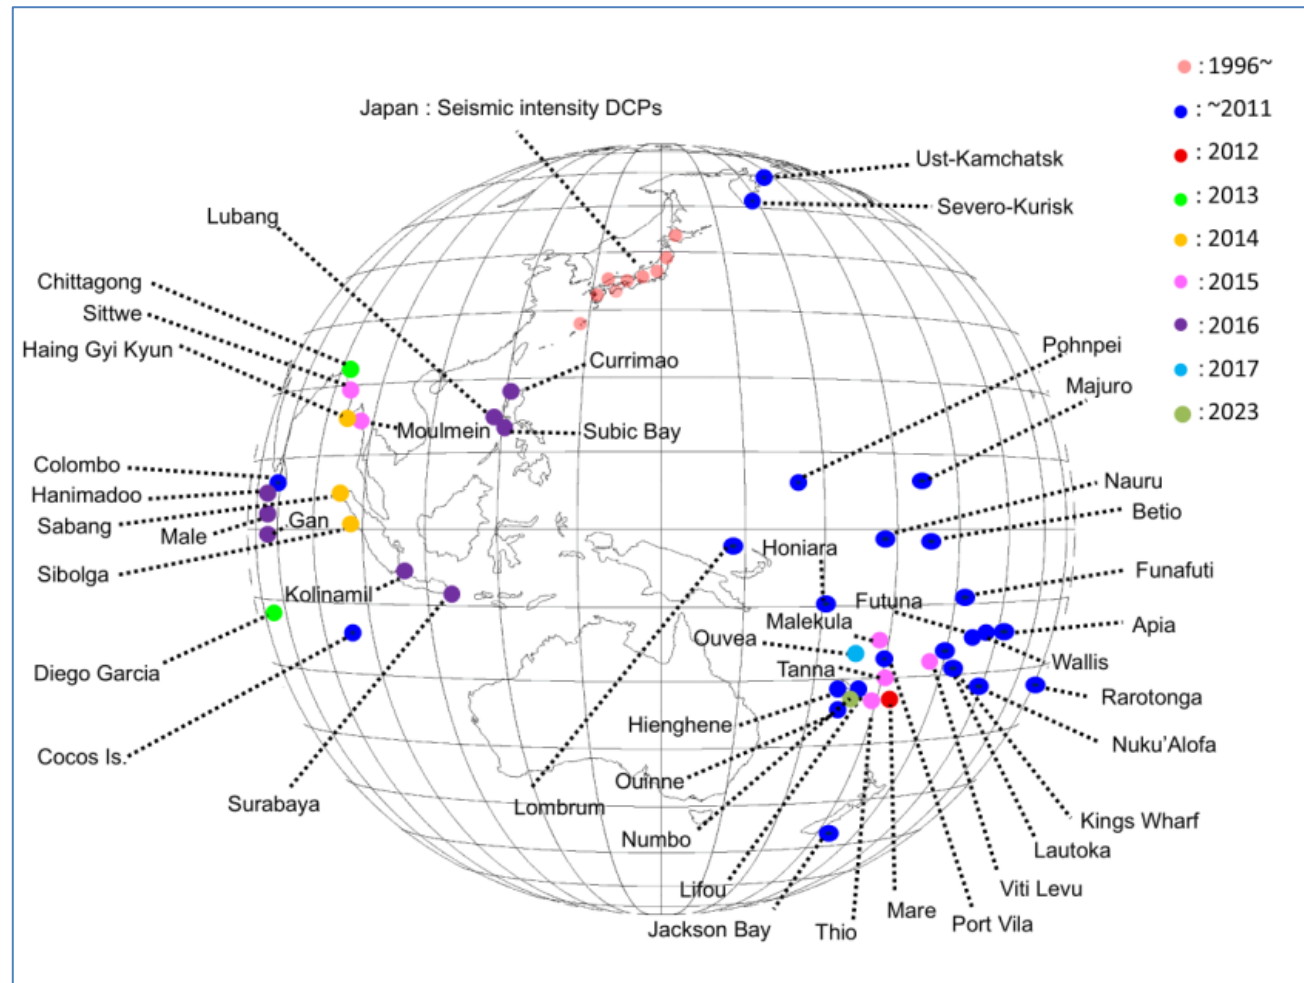 : 1996~
Japan : Seismic intensity DCPs
: ~2011
: 2012
Ust-Kamchatsk
: 2013
Severo-Kurisk
Lubang
: 2014
Chittagong
: 2015
Sittwe
: 2016
Haing Gyi Kyun
Currimao
Pohnpei
: 2017
Majuro
: 2023
Moulmein
Subic Bay
Colombo
Hanimadoo
Nauru
Sabang
Gan
Betio
Male
Honiara
Sibolga
Funafuti
Kolinamil
Futuna
Malekula
Apia
Ouvea
Wallis
Diego Garcia
Tanna
Rarotonga
Hienghene
Nuku'Alofa
Cocos Is.
Ouinne
Surabaya
Lombrum
Kings Wharf
Numbo
Lautoka
Lifou
Viti Levu
Mare
Port Vila
Jackson Bay
Thio